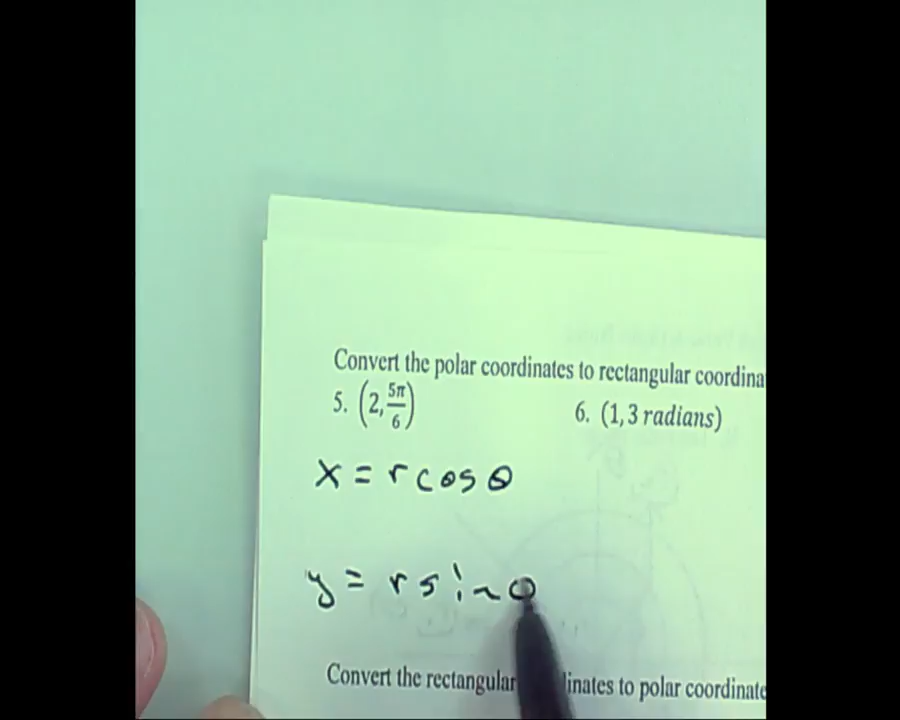 Convert the polar coordinates to rectangular coordina
5. (2, 5π/6)
6. (1, 3 radians)
x = r cos θ
y = r sin θ
Convert the rectangular inates to polar coordinate